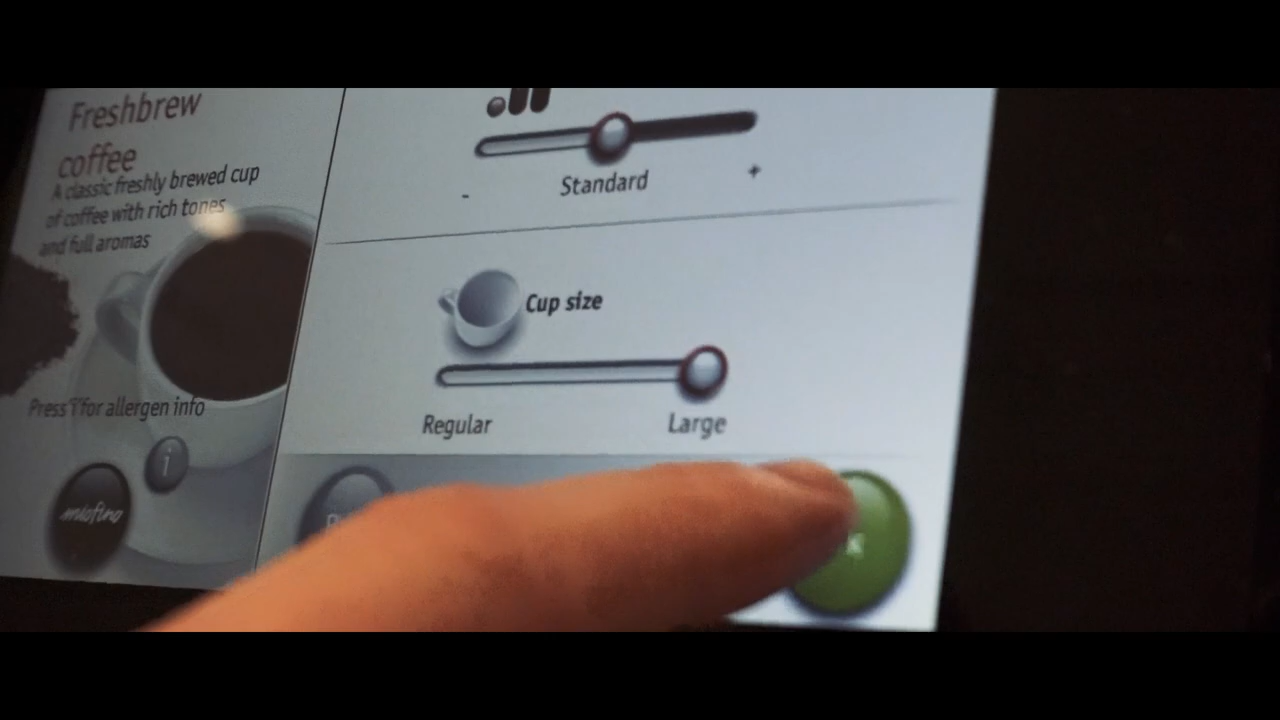 Freshbrew
coffee
A classic freshly brewed cup
of coffee with rich tones
and full aromas
Press 'i' for allergen info
i
miofino
- Standard +
Cup size
Regular Large